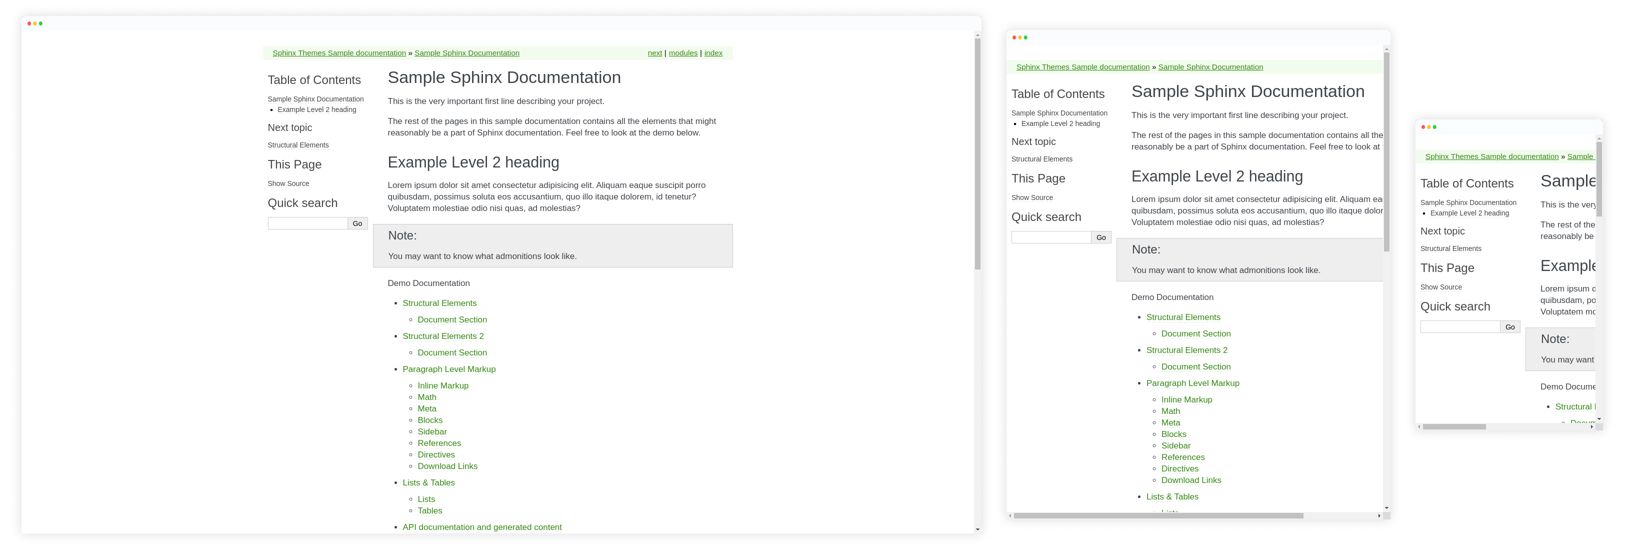 Sphinx Themes Sample documentation » Sample Sphinx Documentation
next | modules | index
Table of Contents
Sample Sphinx Documentation
Example Level 2 heading
Next topic
Structural Elements
This Page
Show Source
Quick search
Go
Sample Sphinx Documentation
This is the very important first line describing your project.
The rest of the pages in this sample documentation contains all the elements that might
reasonably be a part of Sphinx documentation. Feel free to look at the demo below.
Example Level 2 heading
Lorem ipsum dolor sit amet consectetur adipisicing elit. Aliquam eaque suscipit porro
quibusdam, possimus soluta eos accusantium, quo illo itaque dolorem, id tenetur?
Voluptatem molestiae odio nisi quas, ad molestias?
Note:
You may want to know what admonitions look like.
Demo Documentation
Structural Elements
Document Section
Structural Elements 2
Document Section
Paragraph Level Markup
Inline Markup
Math
Meta
Blocks
Sidebar
References
Directives
Download Links
Lists & Tables
Lists
Tables
API documentation and generated content
Sphinx Themes Sample documentation » Sample Sphinx Documentation
Table of Contents
Sample Sphinx Documentation
Example Level 2 heading
Next topic
Structural Elements
This Page
Show Source
Quick search
Go
Sample Sphinx Documentation
This is the very important first line describing your project.
The rest of the pages in this sample documentation contains all the
reasonably be a part of Sphinx documentation. Feel free to look at
Example Level 2 heading
Lorem ipsum dolor sit amet consectetur adipisicing elit. Aliquam ea
quibusdam, possimus soluta eos accusantium, quo illo itaque dolor
Voluptatem molestiae odio nisi quas, ad molestias?
Note:
You may want to know what admonitions look like.
Demo Documentation
Structural Elements
Document Section
Structural Elements 2
Document Section
Paragraph Level Markup
Inline Markup
Math
Meta
Blocks
Sidebar
References
Directives
Download Links
Lists & Tables
Sphinx Themes Sample documentation » Sample
Table of Contents
Sample Sphinx Documentation
Example Level 2 heading
Next topic
Structural Elements
This Page
Show Source
Quick search
Go
Sample
This is the very
The rest of the
reasonably be
Example
Lorem ipsum d
quibusdam, po
Voluptatem mo
Note:
You may want
Demo Docume
Structural